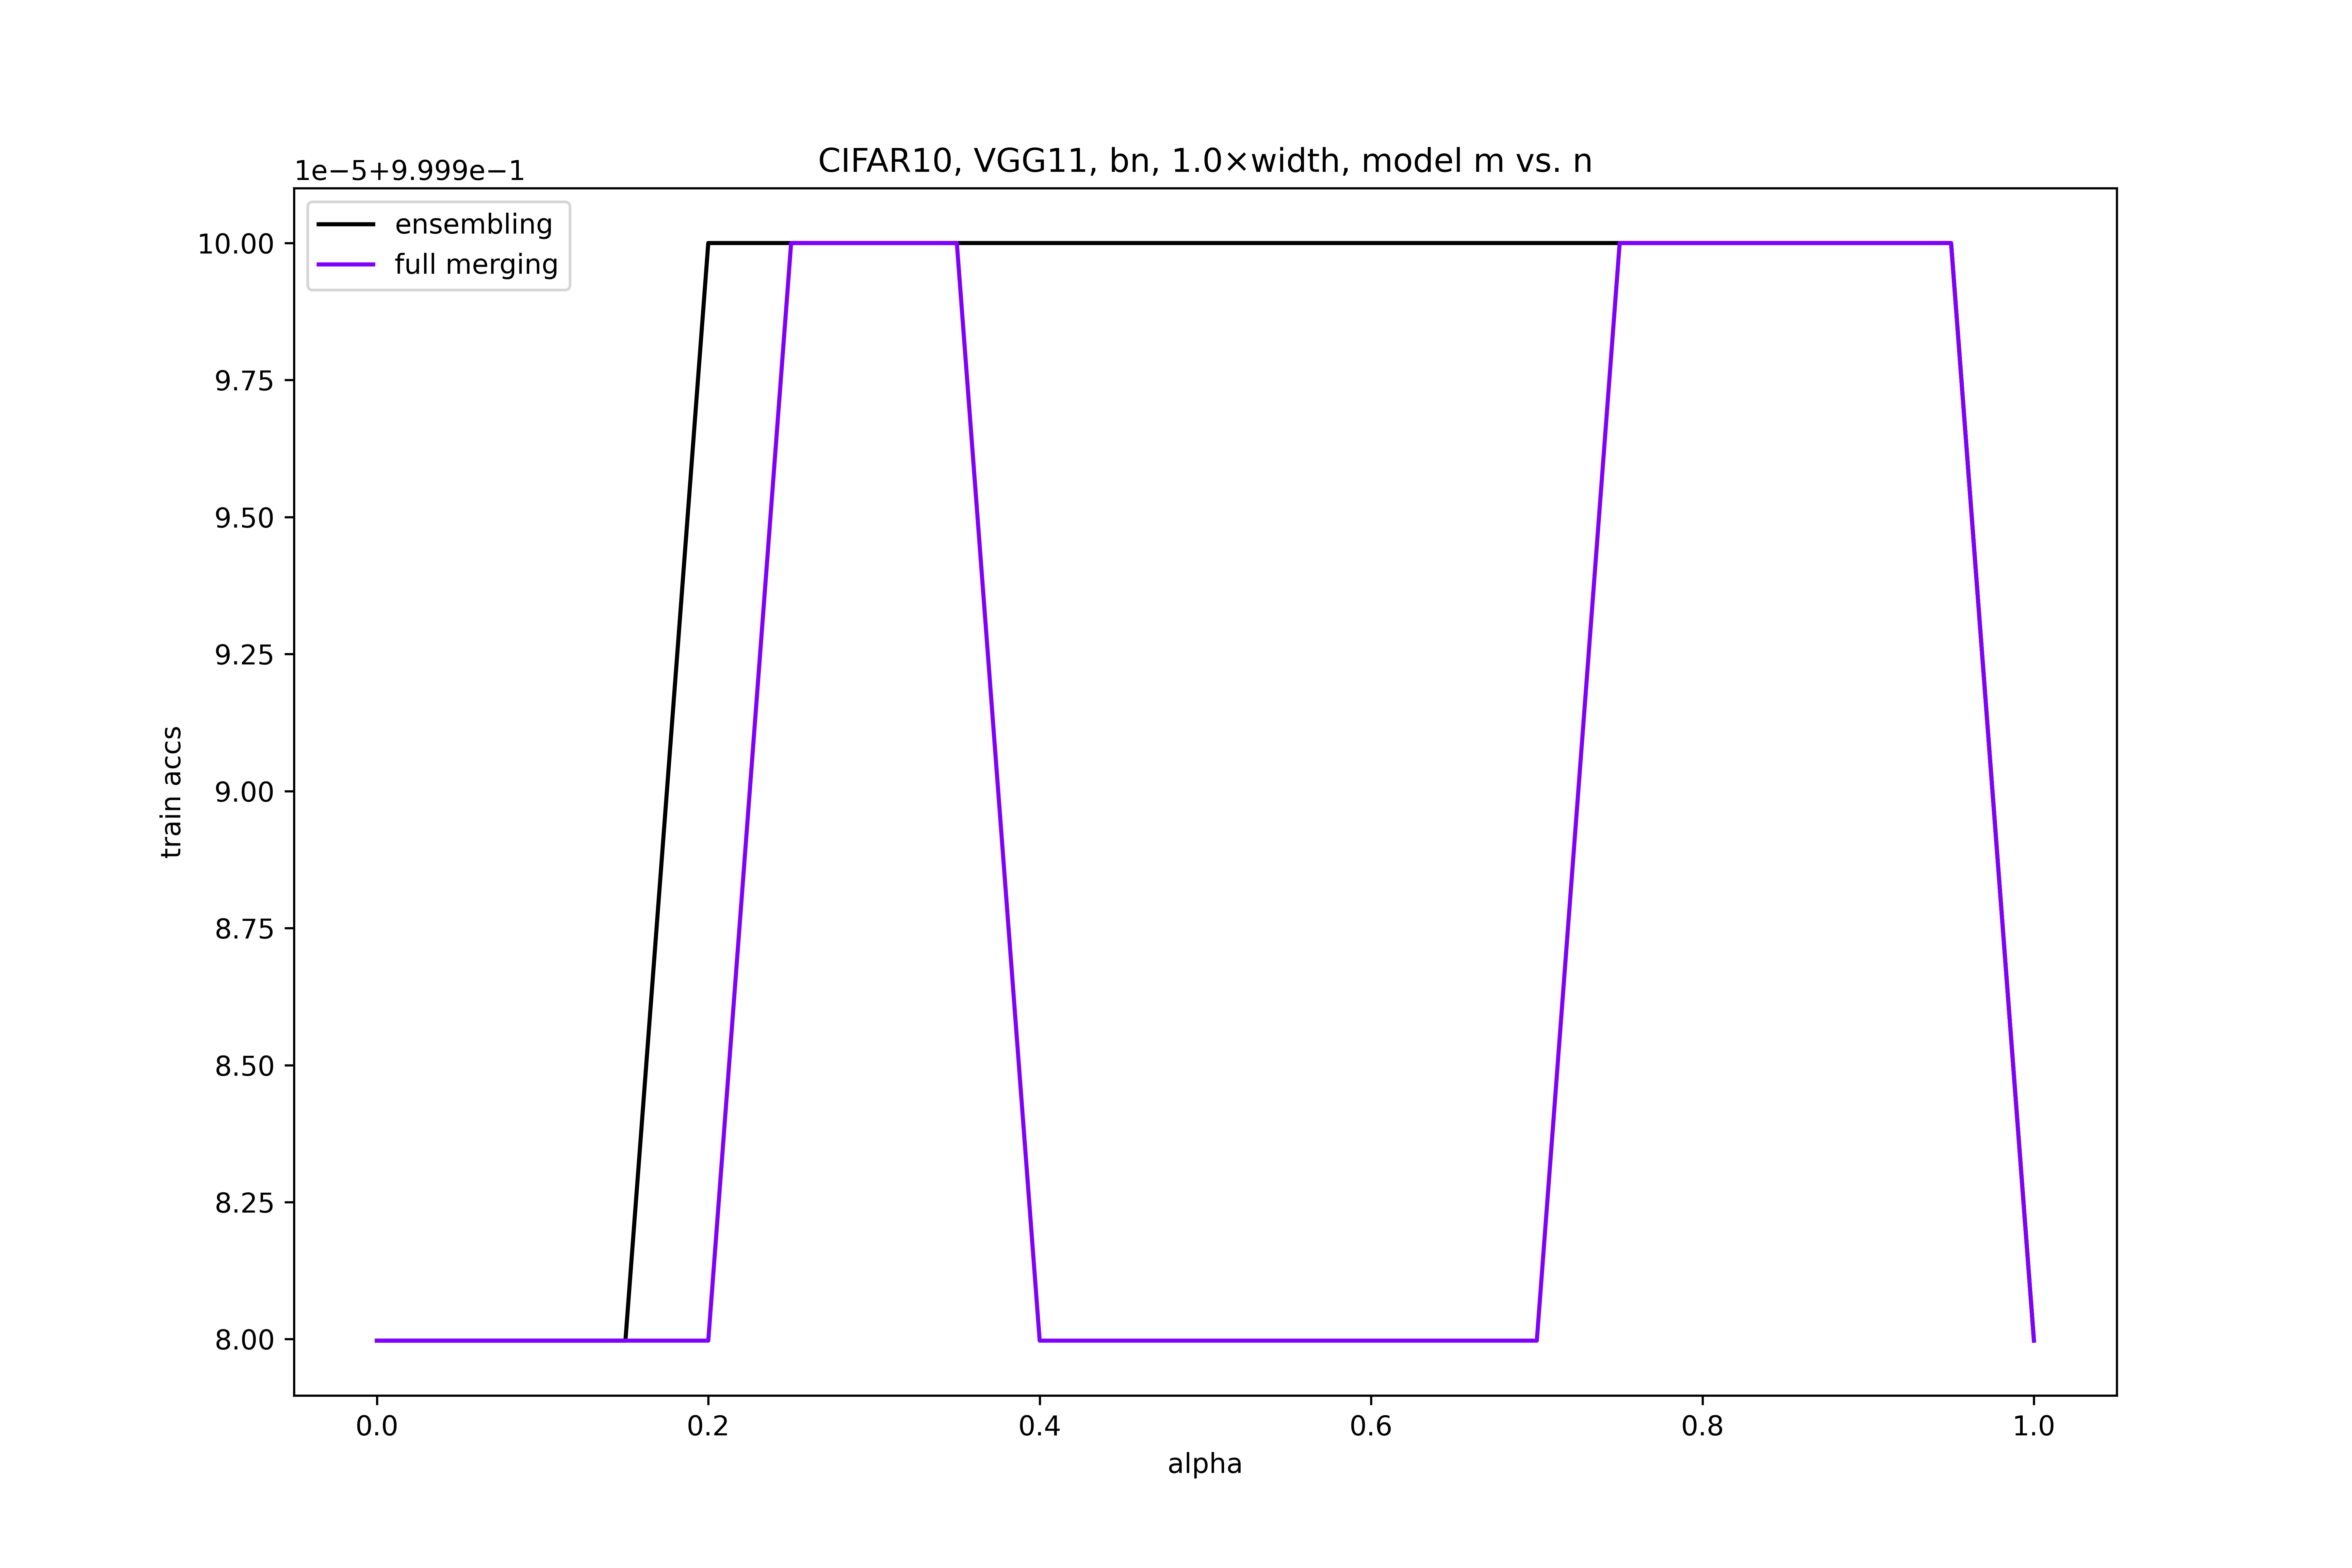 CIFAR10, VGG11, bn, 1.0×width, model m vs. n
1e−5+9.999e−1
ensembling
full merging
10.00
9.75
9.50
9.25
9.00
8.75
8.50
8.25
8.00
train accs
0.0 0.2 0.4 0.6 0.8 1.0
alpha